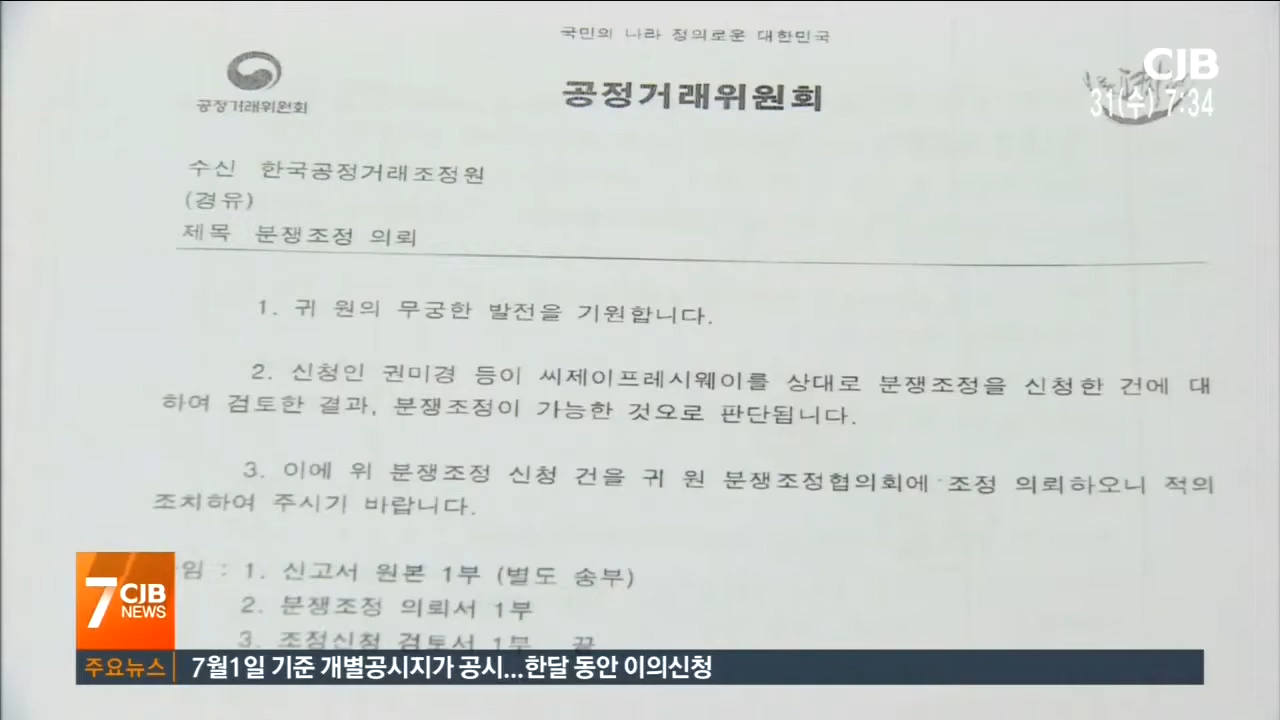 국민의 나라 정의로운 대한민국
공정거래위원회
공정거래위원회
CJB
31(수) 7:34
수신 한국공정거래조정원
(경유)
제목 분쟁조정 의뢰
1. 귀 원의 무궁한 발전을 기원합니다.
2. 신청인 권미경 등이 씨제이프레시웨이를 상대로 분쟁조정을 신청한 건에 대
하여 검토한 결과, 분쟁조정이 가능한 것으로 판단됩니다.
3. 이에 위 분쟁조정 신청 건을 귀 원 분쟁조정협의회에 조정 의뢰하오니 적의
조치하여 주시기 바랍니다.
임 : 1. 신고서 원본 1부 (별도 송부)
2. 분쟁조정 의뢰서 1부
3. 조정신청 검토서 1부 끝
7 CJB NEWS
주요뉴스 7월1일 기준 개별공시지가 공시...한달 동안 이의신청